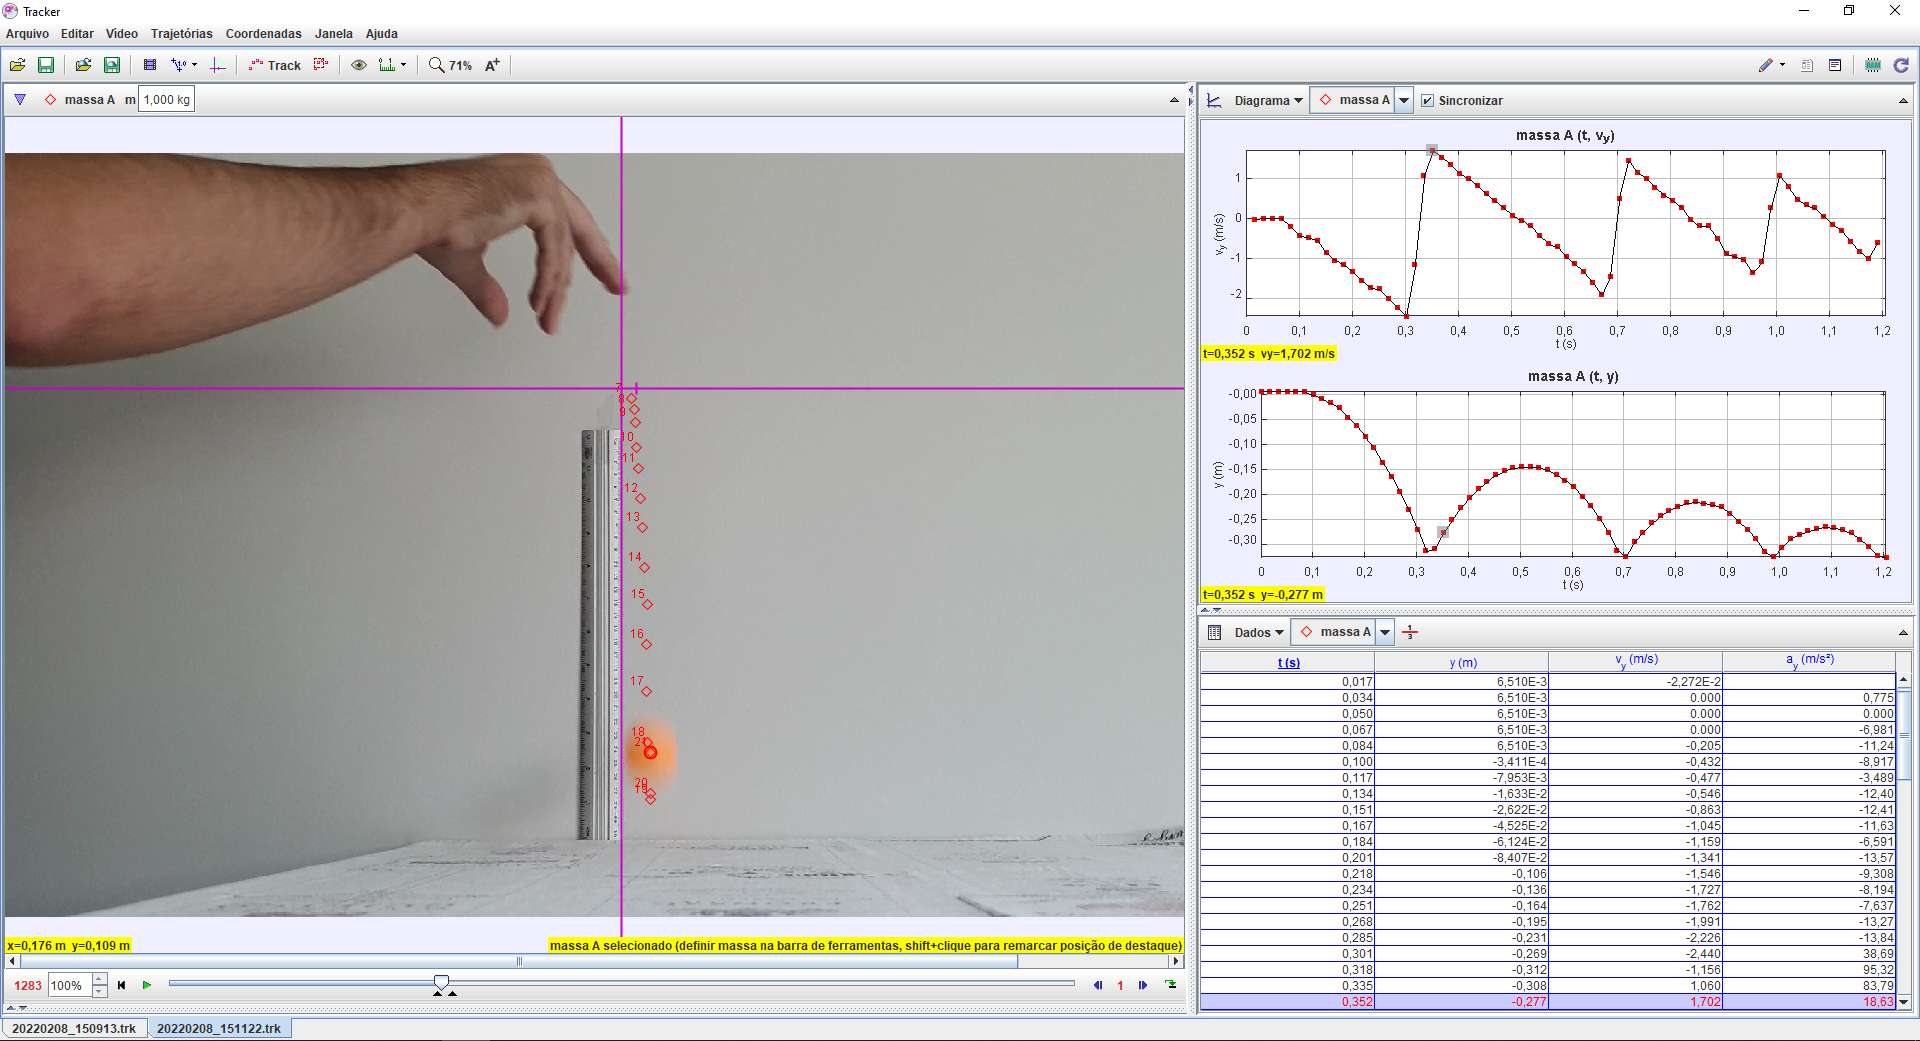 Tracker
Arquivo Editar Vídeo Trajetórias Coordenadas Janela Ajuda
Track 71% A+
massa A m 1,000 kg
7
8
9
10
11
12
13
14
15
16
17
18
21
20
19
x=0,176 m y=0,109 m
massa A selecionado (definir massa na barra de ferramentas, shift+clique para remarcar posição de destaque)
1283 100% 1
20220208_150913.trk 20220208_151122.trk
Diagrama massa A Sincronizar
massa A (t, vy)
1
0
-1
-2
vy (m/s)
0 0,1 0,2 0,3 0,4 0,5 0,6 0,7 0,8 0,9 1,0 1,1 1,2
t (s)
t=0,352 s vy=1,702 m/s
massa A (t, y)
-0,00
-0,05
-0,10
-0,15
-0,20
-0,25
-0,30
y (m)
0 0,1 0,2 0,3 0,4 0,5 0,6 0,7 0,8 0,9 1,0 1,1 1,2
t (s)
t=0,352 s y=-0,277 m
Dados massa A 1/3
t (s) y (m) vy (m/s) ay (m/s²)
0,017 6,510E-3 -2,272E-2
0,034 6,510E-3 0.000 0,775
0,050 6,510E-3 0.000 0.000
0,067 6,510E-3 0.000 -6,981
0,084 6,510E-3 -0,205 -11,24
0,100 -3,411E-4 -0,432 -8,917
0,117 -7,953E-3 -0,477 -3,489
0,134 -1,633E-2 -0,546 -12,40
0,151 -2,622E-2 -0,863 -12,41
0,167 -4,525E-2 -1,045 -11,63
0,184 -6,124E-2 -1,159 -6,591
0,201 -8,407E-2 -1,341 -13,57
0,218 -0,106 -1,546 -9,308
0,234 -0,136 -1,727 -8,194
0,251 -0,164 -1,762 -7,637
0,268 -0,195 -1,991 -13,27
0,285 -0,231 -2,226 -13,84
0,301 -0,269 -2,440 38,69
0,318 -0,312 -1,156 95,32
0,335 -0,308 1,060 83,79
0,352 -0,277 1,702 18,63